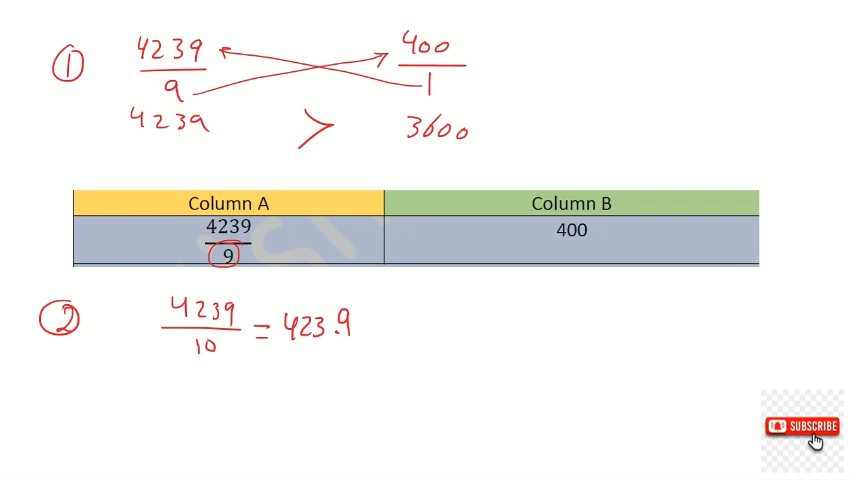 ① 4239/9 400/1
4239 > 3600
Column A Column B
4239/9 400
② 4239/10 = 423.9
SUBSCRIBE